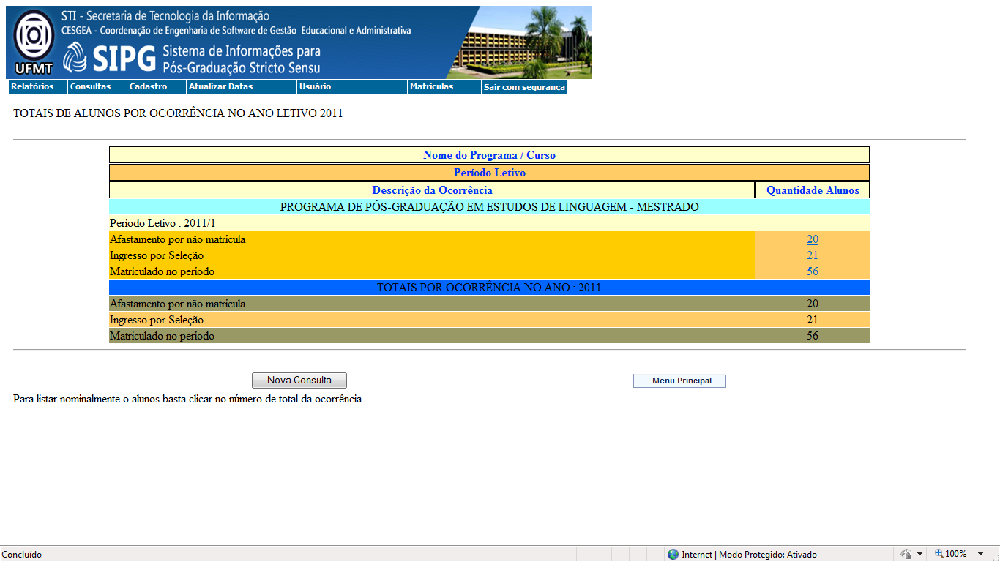 STI - Secretaria de Tecnologia da Informação
CESGEA - Coordenação de Engenharia de Software de Gestão Educacional e Administrativa
UFMT
SIPG Sistema de Informações para
Pós-Graduação Stricto Sensu
Relatórios Consultas Cadastro Atualizar Datas Usuário Matrículas Sair com segurança
TOTAIS DE ALUNOS POR OCORRÊNCIA NO ANO LETIVO 2011
Nome do Programa / Curso
Período Letivo
Descrição da Ocorrência Quantidade Alunos
PROGRAMA DE PÓS-GRADUAÇÃO EM ESTUDOS DE LINGUAGEM - MESTRADO
Período Letivo : 2011/1
Afastamento por não matrícula 20
Ingresso por Seleção 21
Matriculado no período 56
TOTAIS POR OCORRÊNCIA NO ANO : 2011
Afastamento por não matrícula 20
Ingresso por Seleção 21
Matriculado no período 56
Nova Consulta Menu Principal
Para listar nominalmente o alunos basta clicar no número de total da ocorrência
Concluído Internet | Modo Protegido: Ativado 100%